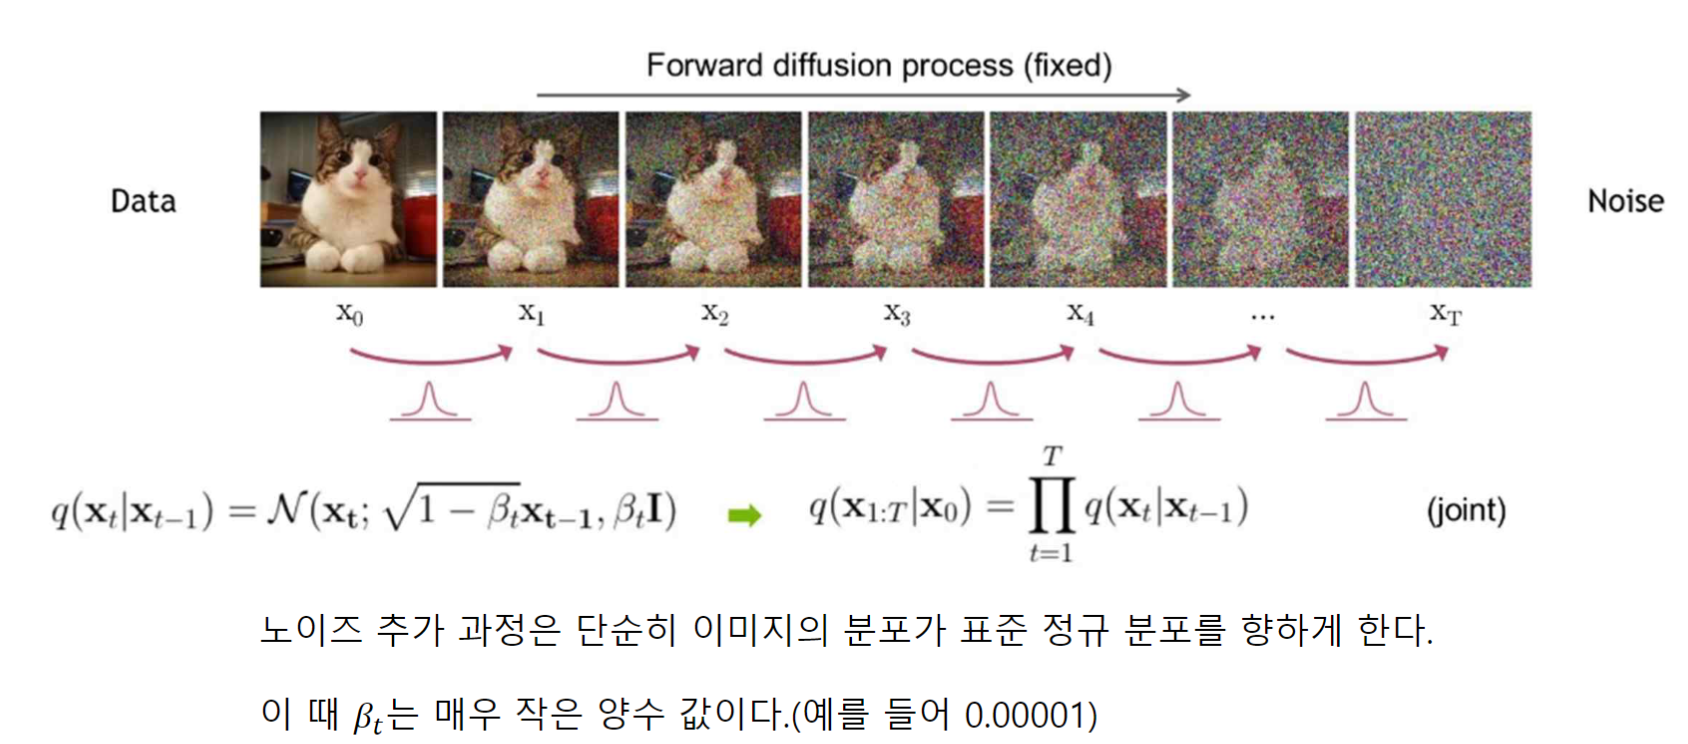 Forward diffusion process (fixed)
Data
Noise
x₀ x₁ x₂ x₃ x₄ ... x_T
q(𝐱ₜ|𝐱ₜ₋₁) = 𝒩(𝐱ₜ; √(1 − βₜ)𝐱ₜ₋₁, βₜ𝐈) ➡ q(𝐱₁:T|𝐱₀) = ∏ₜ₌₁ᵀ q(𝐱ₜ|𝐱ₜ₋₁) (joint)
노이즈 추가 과정은 단순히 이미지의 분포가 표준 정규 분포를 향하게 한다.
이 때 βₜ는 매우 작은 양수 값이다.(예를 들어 0.00001)